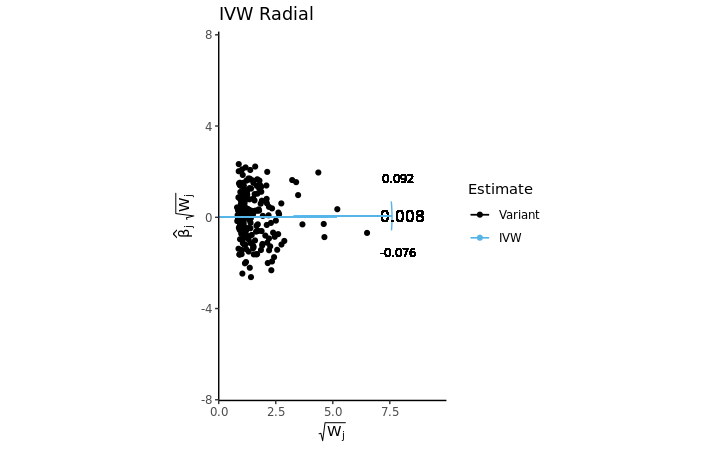 IVW Radial
8
4
0
-4
-8
β̂j √Wj
0.092
0.008
-0.076
0.0 2.5 5.0 7.5
√Wj
Estimate
Variant
IVW